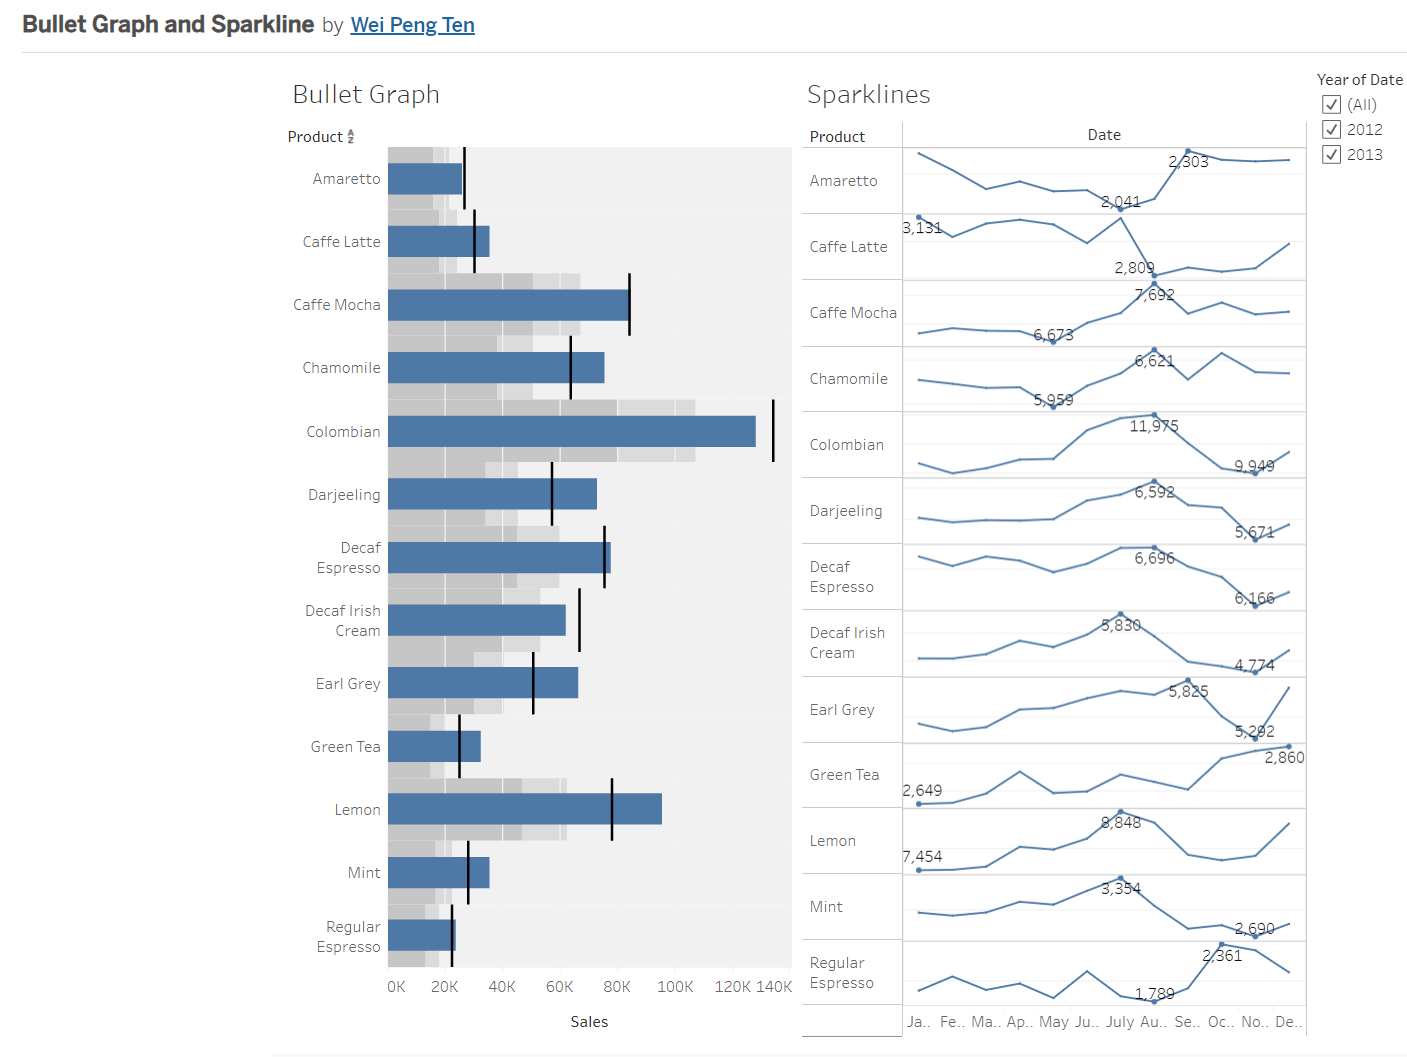 Bullet Graph and Sparkline by Wei Peng Ten
Bullet Graph
Sparklines
Year of Date
(All)
2012
2013
Product
Amaretto
Caffe Latte
Caffe Mocha
Chamomile
Colombian
Darjeeling
Decaf
Espresso
Decaf Irish
Cream
Earl Grey
Green Tea
Lemon
Mint
Regular
Espresso
0K 20K 40K 60K 80K 100K 120K 140K
Sales
Product
Date
Amaretto
2,303
2,041
Caffe Latte
3,131
2,809
Caffe Mocha
7,692
6,673
Chamomile
6,621
5,959
Colombian
11,975
9,949
Darjeeling
6,592
5,671
Decaf
Espresso
6,696
6,166
Decaf Irish
Cream
5,830
4,774
Earl Grey
5,825
5,292
Green Tea
2,649
2,860
Lemon
7,454
8,848
Mint
3,354
2,690
Regular
Espresso
2,361
1,789
Ja.. Fe.. Ma.. Ap.. May Ju.. July Au.. Se.. Oc.. No.. De..